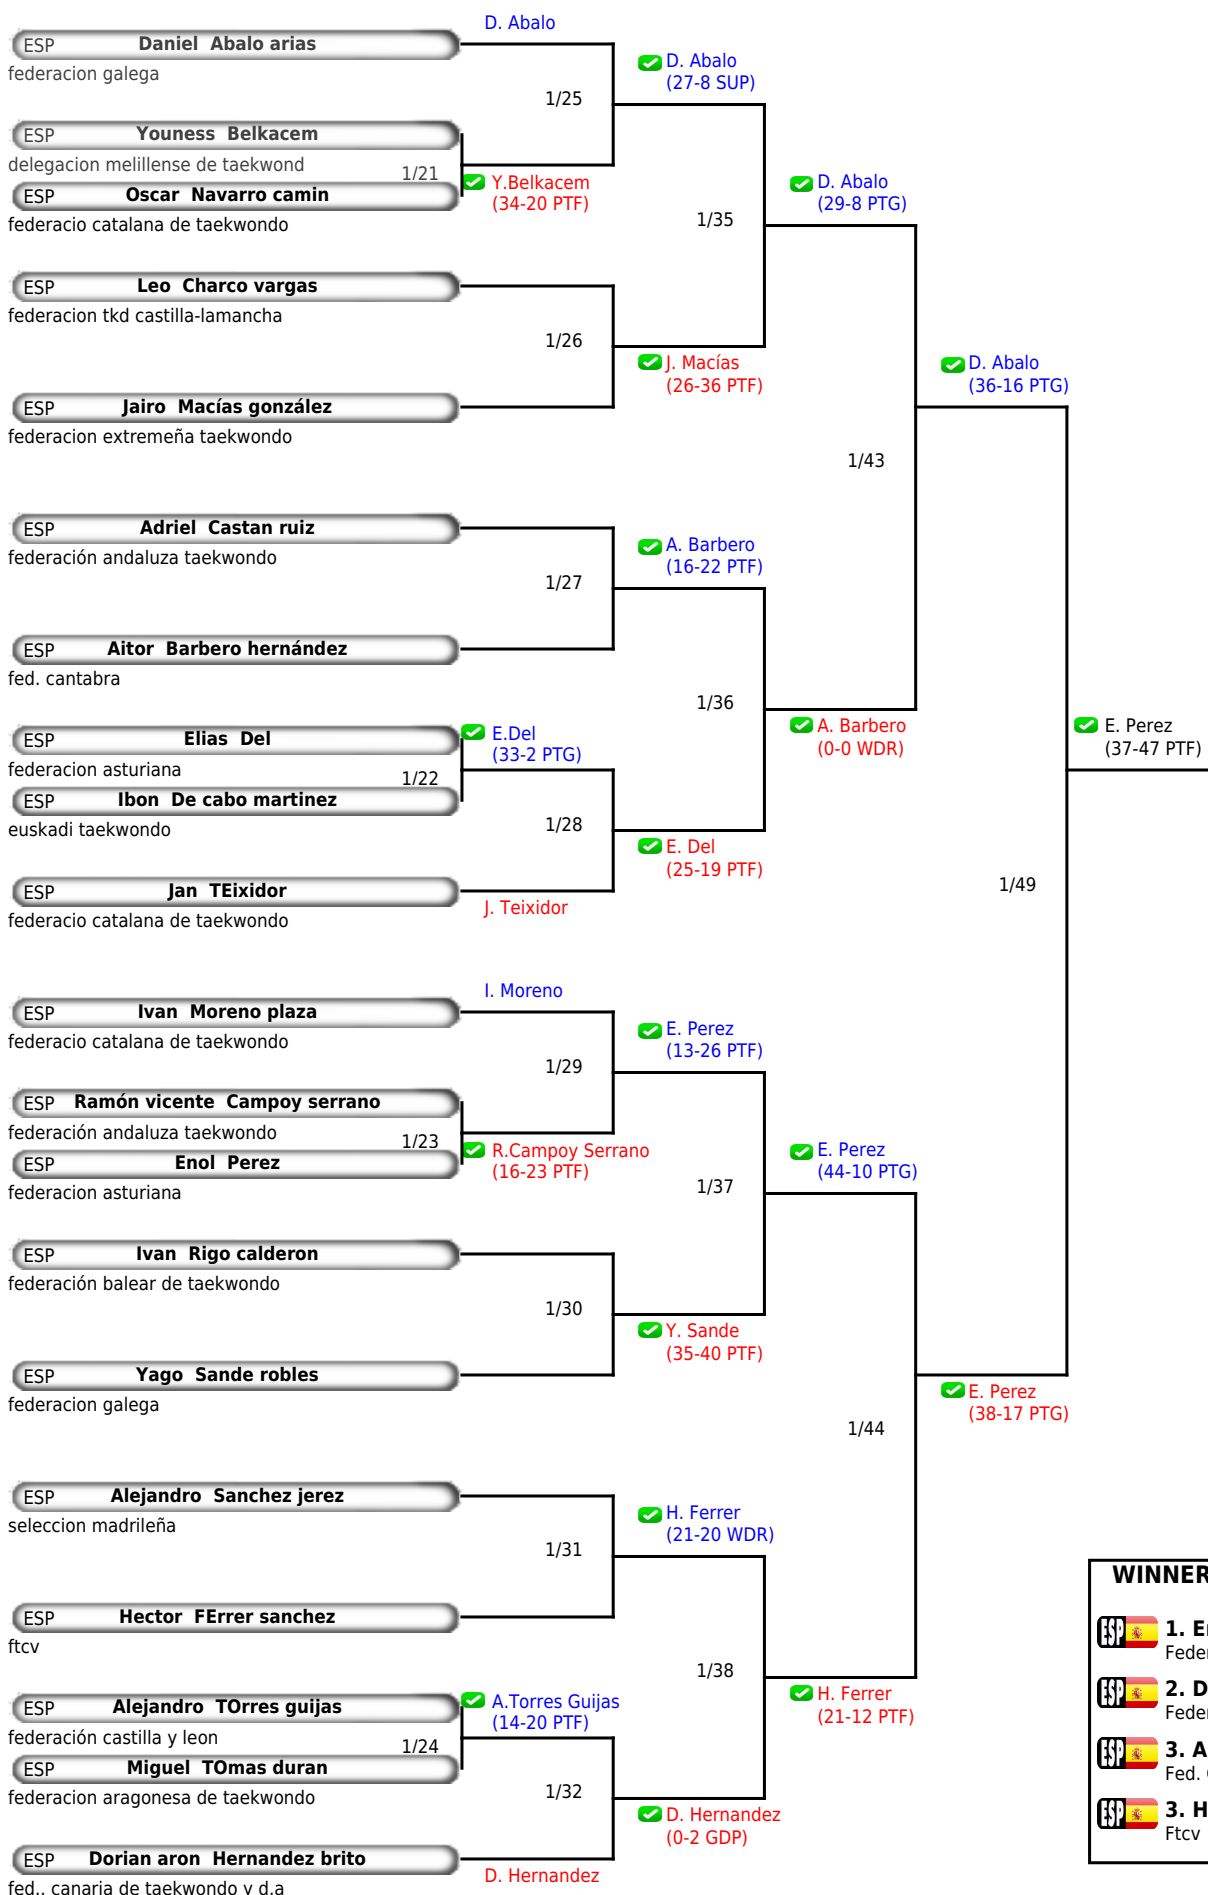 D. Abalo
ESP Daniel Abalo arias
federacion galega
D. Abalo
(27-8 SUP)
1/25
ESP Youness Belkacem
delegacion melillense de taekwond
1/21
Y.Belkacem
(34-20 PTF)
ESP Oscar Navarro camin
federacio catalana de taekwondo
D. Abalo
(29-8 PTG)
1/35
ESP Leo Charco vargas
federacion tkd castilla-lamancha
1/26
J. Macías
(26-36 PTF)
D. Abalo
(36-16 PTG)
ESP Jairo Macías gonzález
federacion extremeña taekwondo
1/43
ESP Adriel Castan ruiz
federación andaluza taekwondo
A. Barbero
(16-22 PTF)
1/27
ESP Aitor Barbero hernández
fed. cantabra
1/36
A. Barbero
(0-0 WDR)
E. Perez
(37-47 PTF)
ESP Elias Del
federacion asturiana
E.Del
(33-2 PTG)
1/22
ESP Ibon De cabo martinez
euskadi taekwondo
1/28
E. Del
(25-19 PTF)
1/49
ESP Jan TEixidor
federacio catalana de taekwondo
J. Teixidor
I. Moreno
ESP Ivan Moreno plaza
federacio catalana de taekwondo
E. Perez
(13-26 PTF)
1/29
ESP Ramón vicente Campoy serrano
federación andaluza taekwondo
1/23
R.Campoy Serrano
(16-23 PTF)
ESP Enol Perez
federacion asturiana
E. Perez
(44-10 PTG)
1/37
ESP Ivan Rigo calderon
federación balear de taekwondo
1/30
Y. Sande
(35-40 PTF)
ESP Yago Sande robles
federacion galega
E. Perez
(38-17 PTG)
1/44
ESP Alejandro Sanchez jerez
seleccion madrileña
H. Ferrer
(21-20 WDR)
1/31
ESP Hector FErrer sanchez
ftcv
1/38
H. Ferrer
(21-12 PTF)
ESP Alejandro TOrres guijas
federación castilla y leon
A.Torres Guijas
(14-20 PTF)
1/24
ESP Miguel TOmas duran
federacion aragonesa de taekwondo
1/32
D. Hernandez
(0-2 GDP)
ESP Dorian aron Hernandez brito
fed.. canaria de taekwondo y d.a
D. Hernandez
WINNER
ESP 1.
ESP 2. D
ESP 3. A
Fed.
ESP 3. H
Ftcv